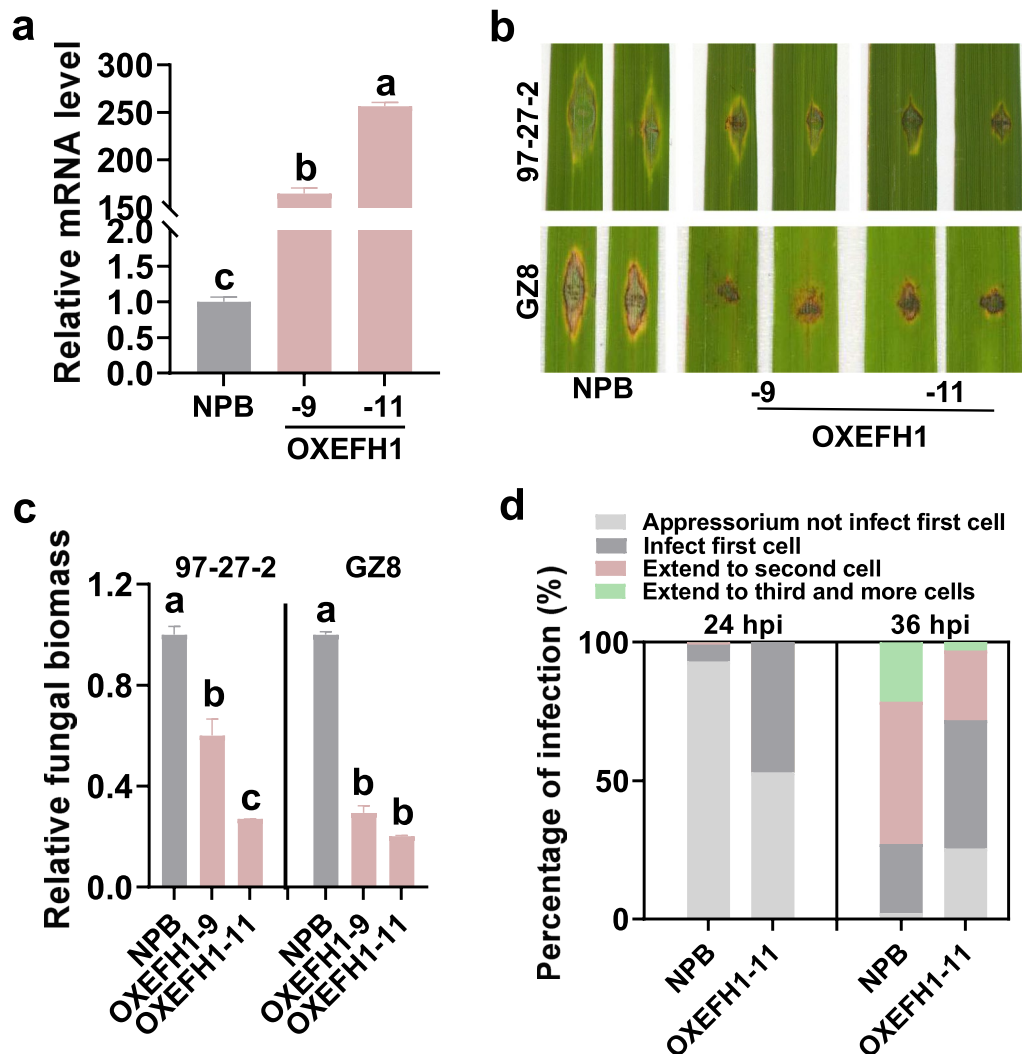 a
Relative mRNA level
300
250
200
150
2.0
1.5
1.0
0.5
0.0
c
b
a
NPB
-9
-11
OXEFH1
b
97-27-2
GZ8
NPB
-9
-11
OXEFH1
c
Relative fungal biomass
97-27-2
GZ8
1.2
0.8
0.4
0.0
a
b
c
a
b
b
NPB
OXEFH1-9
OXEFH1-11
NPB
OXEFH1-9
OXEFH1-11
d
Appressorium not infect first cell
Infect first cell
Extend to second cell
Extend to third and more cells
Percentage of infection (%)
24 hpi
36 hpi
100
50
0
NPB
OXEFH1-11
NPB
OXEFH1-11